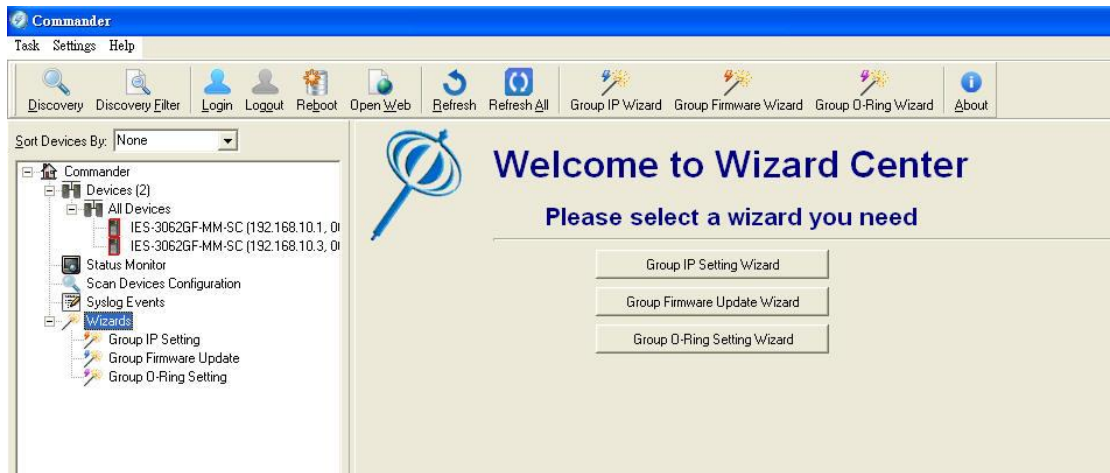 Commander
Task Settings Help
Discovery Discovery Filter Login Logout Reboot Open Web Refresh Refresh All Group IP Wizard Group Firmware Wizard Group O-Ring Wizard About
Sort Devices By: None
Commander
Devices (2)
All Devices
IES-3062GF-MM-SC (192.168.10.1, 0
IES-3062GF-MM-SC (192.168.10.3, 0
Status Monitor
Scan Devices Configuration
Syslog Events
Wizards
Group IP Setting
Group Firmware Update
Group O-Ring Setting
Welcome to Wizard Center
Please select a wizard you need
Group IP Setting Wizard
Group Firmware Update Wizard
Group O-Ring Setting Wizard